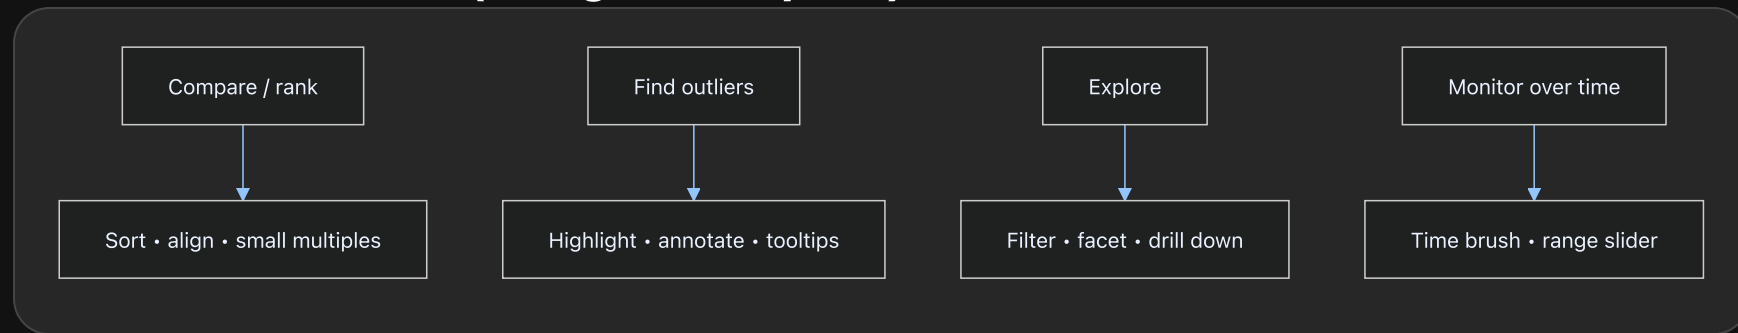 Compare / rank
Find outliers
Explore
Monitor over time
Sort • align • small multiples
Highlight • annotate • tooltips
Filter • facet • drill down
Time brush • range slider